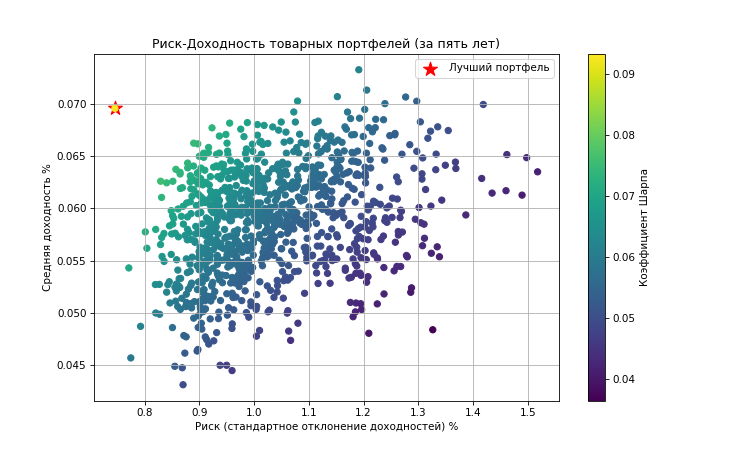 Риск-Доходность товарных портфелей (за пять лет)
Лучший портфель
0.070
0.065
0.060
0.055
0.050
0.045
Средняя доходность %
0.8 0.9 1.0 1.1 1.2 1.3 1.4 1.5
Риск (стандартное отклонение доходностей) %
0.09
0.08
0.07
0.06
0.05
0.04
Коэффициент Шарпа